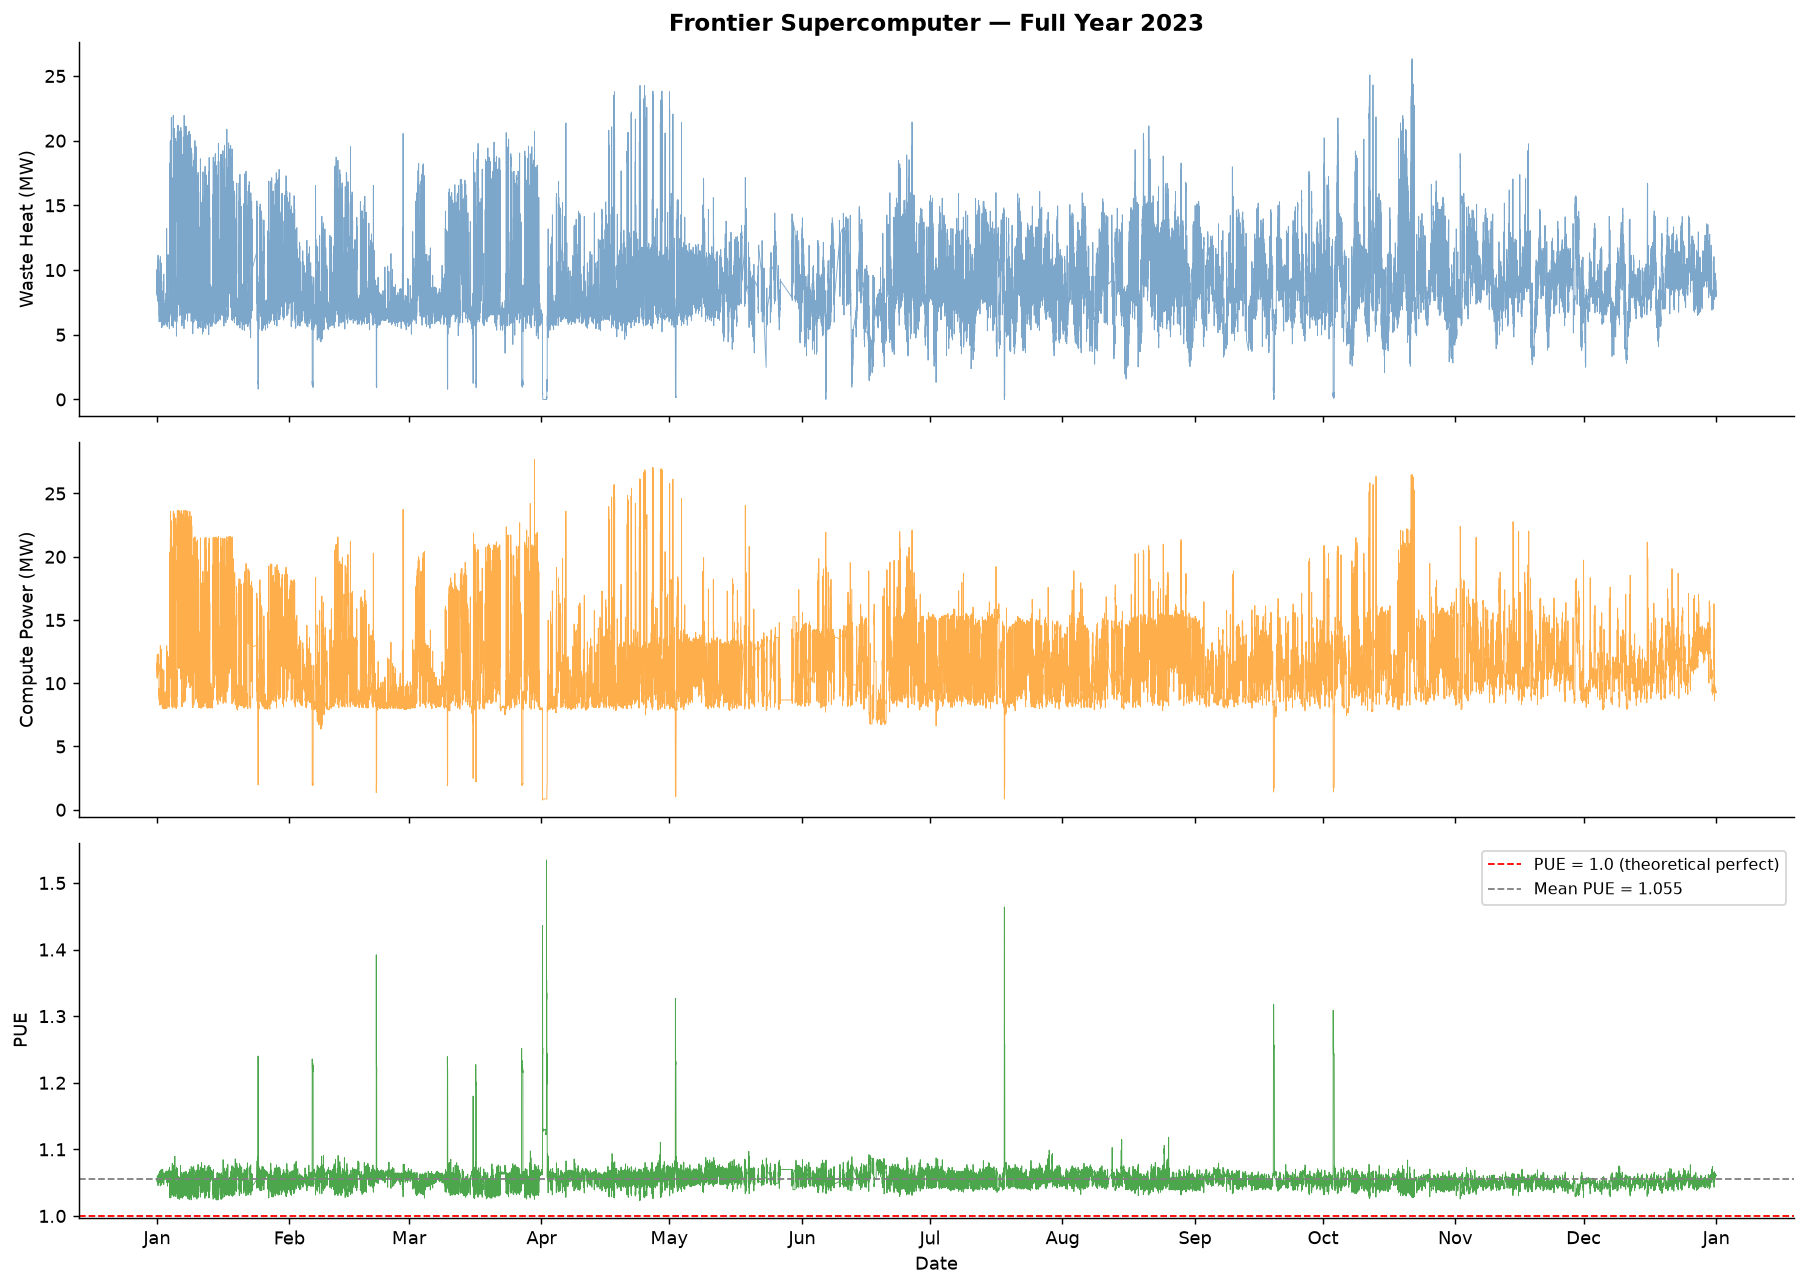 Frontier Supercomputer — Full Year 2023
Waste Heat (MW)
25
20
15
10
5
0
Compute Power (MW)
25
20
15
10
5
0
PUE
1.5
1.4
1.3
1.2
1.1
1.0
PUE = 1.0 (theoretical perfect)
Mean PUE = 1.055
Jan Feb Mar Apr May Jun Jul Aug Sep Oct Nov Dec Jan
Date